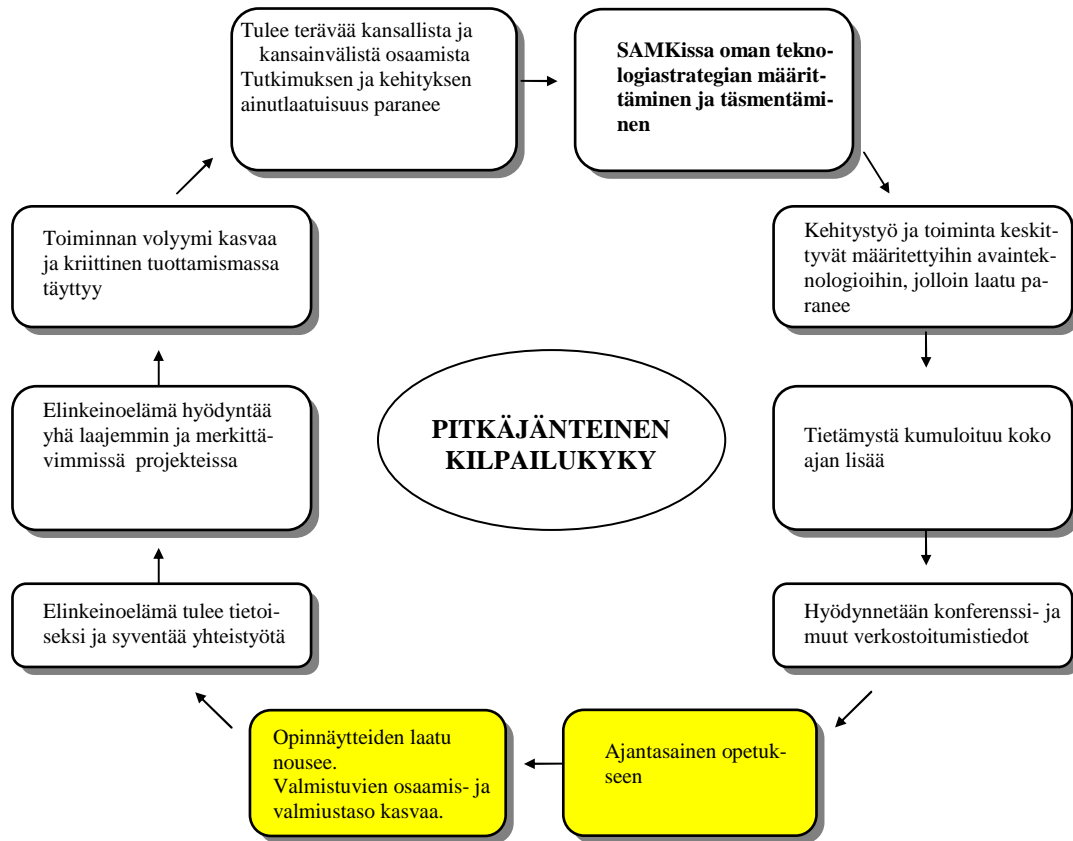 Tulee terävää kansallista ja
kansainvälistä osaamista
Tutkimuksen ja kehityksen
ainutlaatuisuus paranee
SAMKissa oman tekno-
logiastrategian määrit-
täminen ja täsmentämi-
nen
Kehitystyö ja toiminta keskit-
tyvät määritettyihin avaintek-
nologioihin, jolloin laatu pa-
ranee
Tietämystä kumuloituu koko
ajan lisää
Hyödynnetään konferenssi- ja
muut verkostoitumistiedot
Ajantasainen opetuk-
seen
Opinnäytteiden laatu
nousee.
Valmistuvien osaamis- ja
valmiustaso kasvaa.
Elinkeinoelämä tulee tietoi-
seksi ja syventää yhteistyötä
Elinkeinoelämä hyödyntää
yhä laajemmin ja merkittä-
vimmissä projekteissa
Toiminnan volyymi kasvaa
ja kriittinen tuottamismassa
täyttyy
PITKÄJÄNTEINEN
KILPAILUKYKY